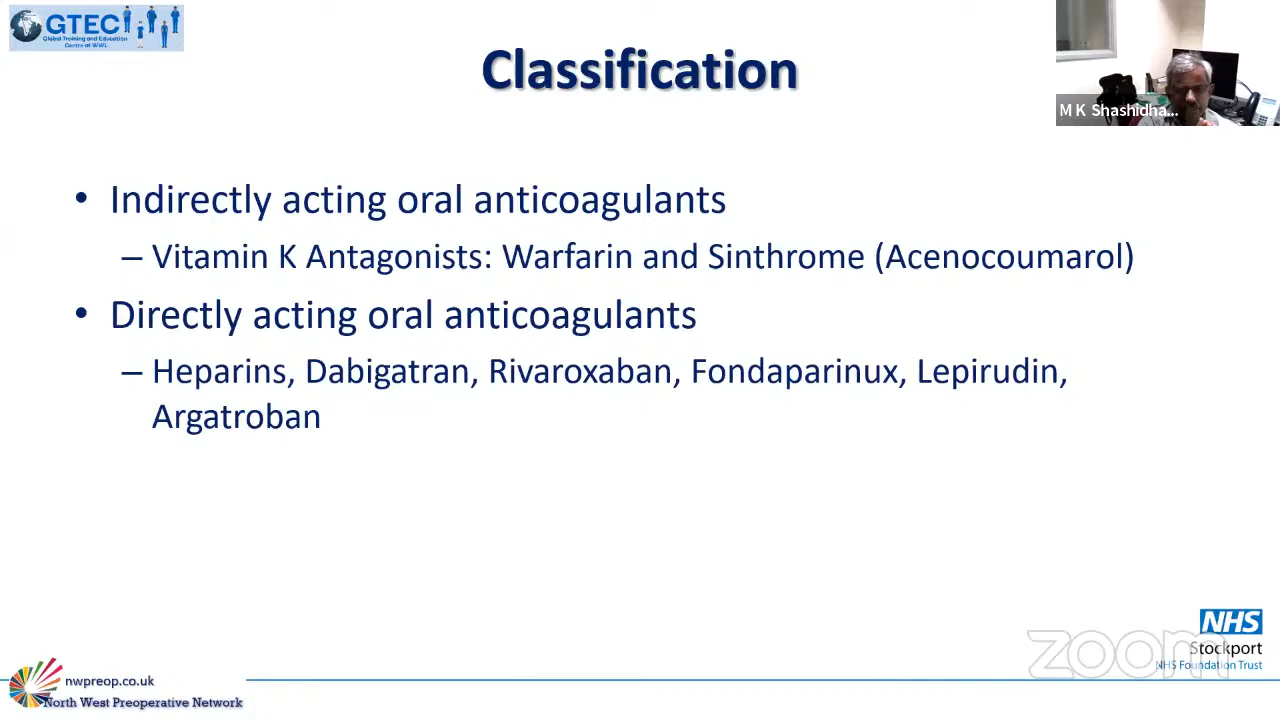 GTEC
Global Training and Education
Centre at WWL
Classification
M K Shashidha...
• Indirectly acting oral anticoagulants
– Vitamin K Antagonists: Warfarin and Sinthrome (Acenocoumarol)
• Directly acting oral anticoagulants
– Heparins, Dabigatran, Rivaroxaban, Fondaparinux, Lepirudin,
Argatroban
NHS
Stockport
NHS Foundation Trust
zoom
nwpreop.co.uk
North West Preoperative Network